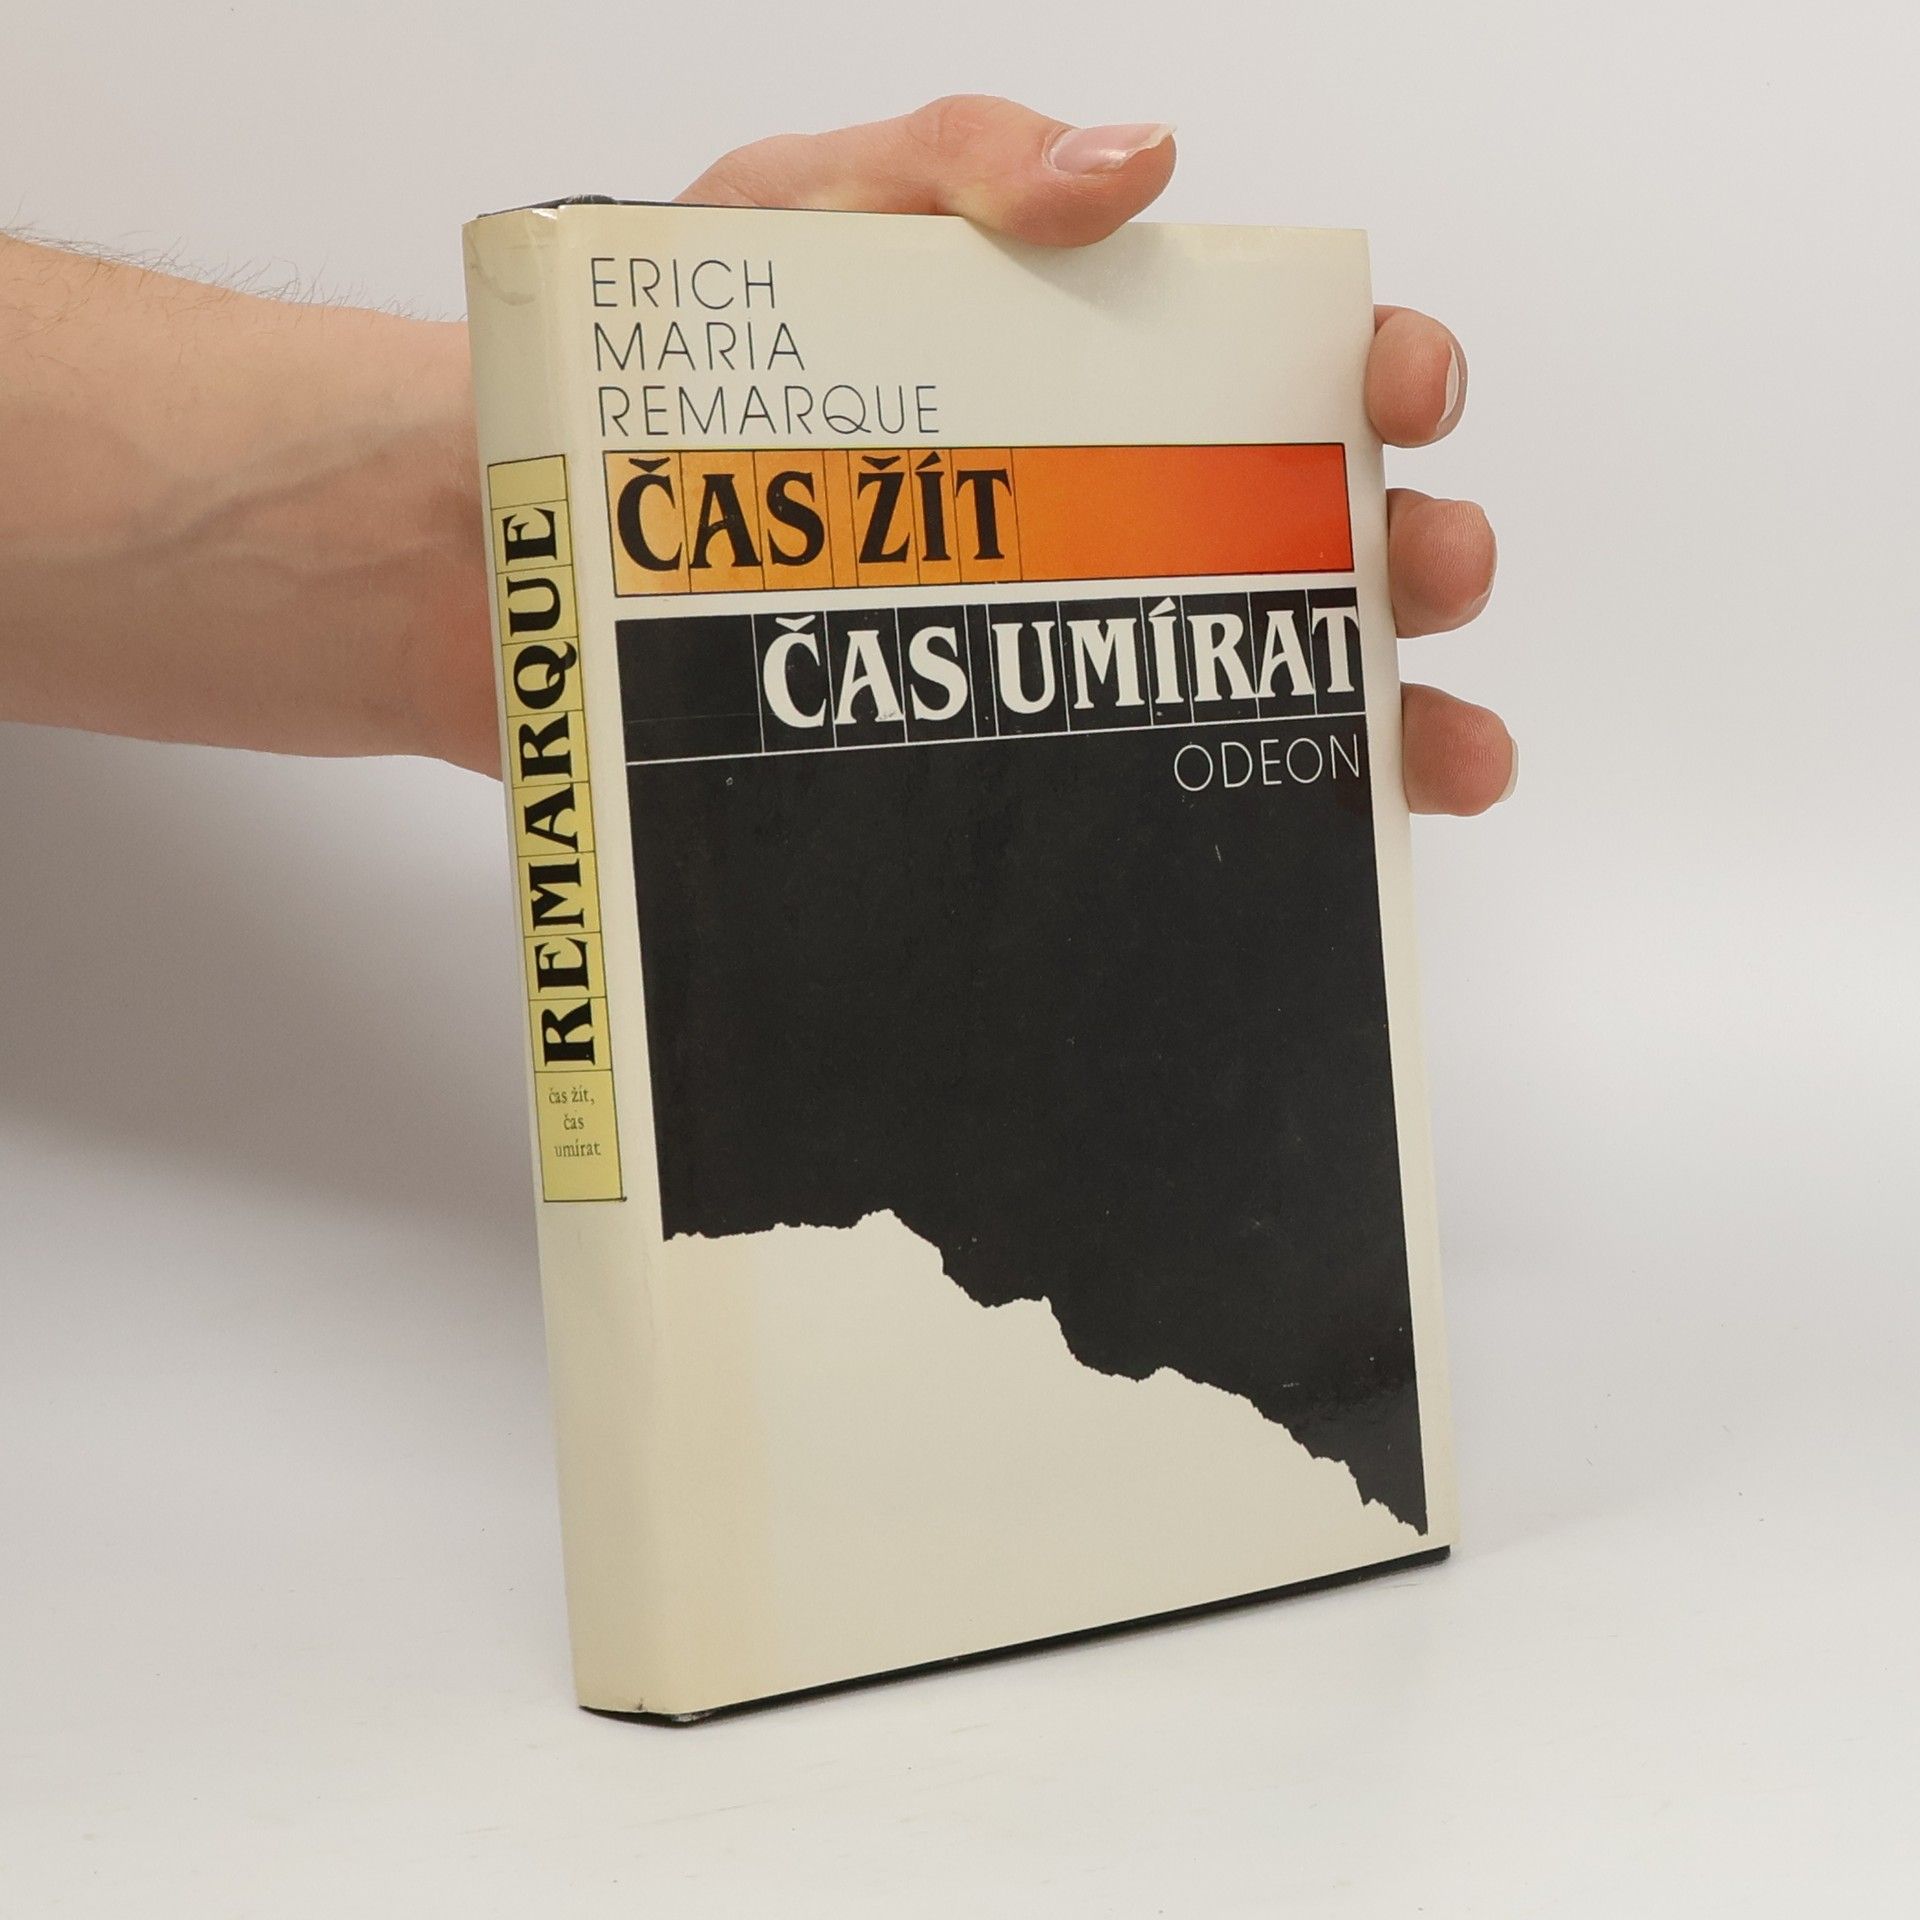 ERICH
MARIA
REMARQUE
ČAS ŽÍT
ČAS UMÍRAT
ODEON
REMARQUE
čas žít,
čas
umírat